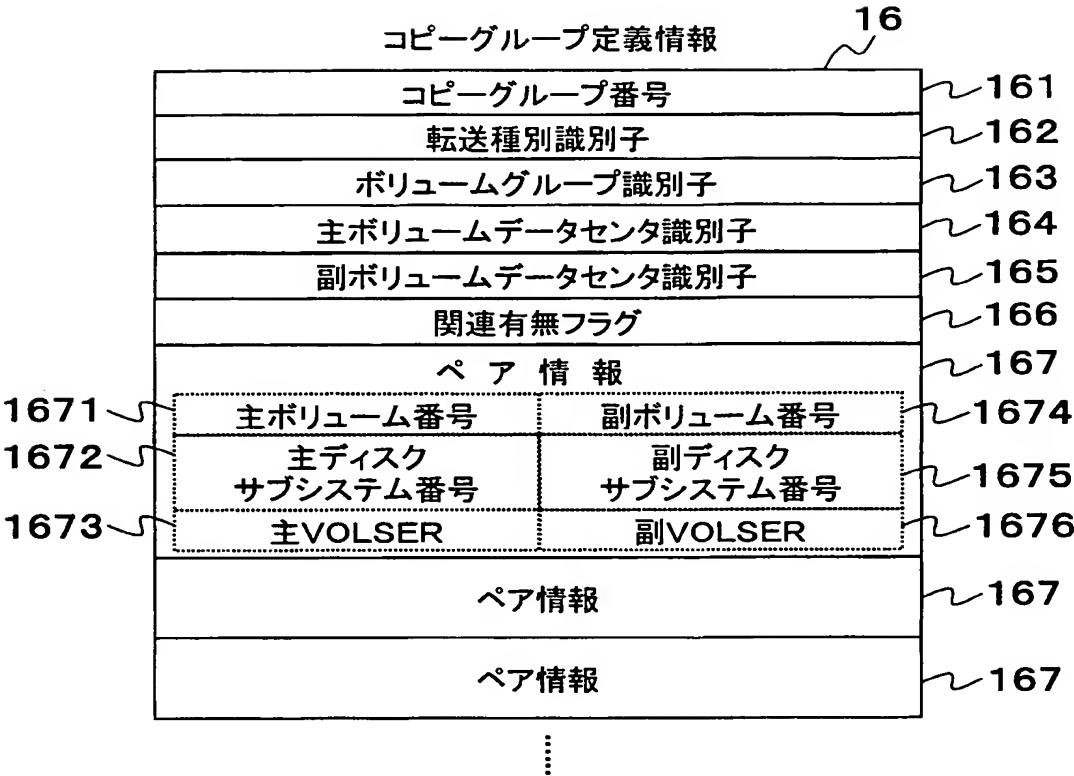 コピーグループ定義情報
16
コピーグループ番号
161
転送種別識別子
162
ボリュームグループ識別子
163
主ボリュームデータセンタ識別子
164
副ボリュームデータセンタ識別子
165
関連有無フラグ
166
ペア情報
167
1671
主ボリューム番号
副ボリューム番号
1674
1672
主ディスク
サブシステム番号
副ディスク
サブシステム番号
1675
1673
主VOLSER
副VOLSER
1676
ペア情報
167
ペア情報
167